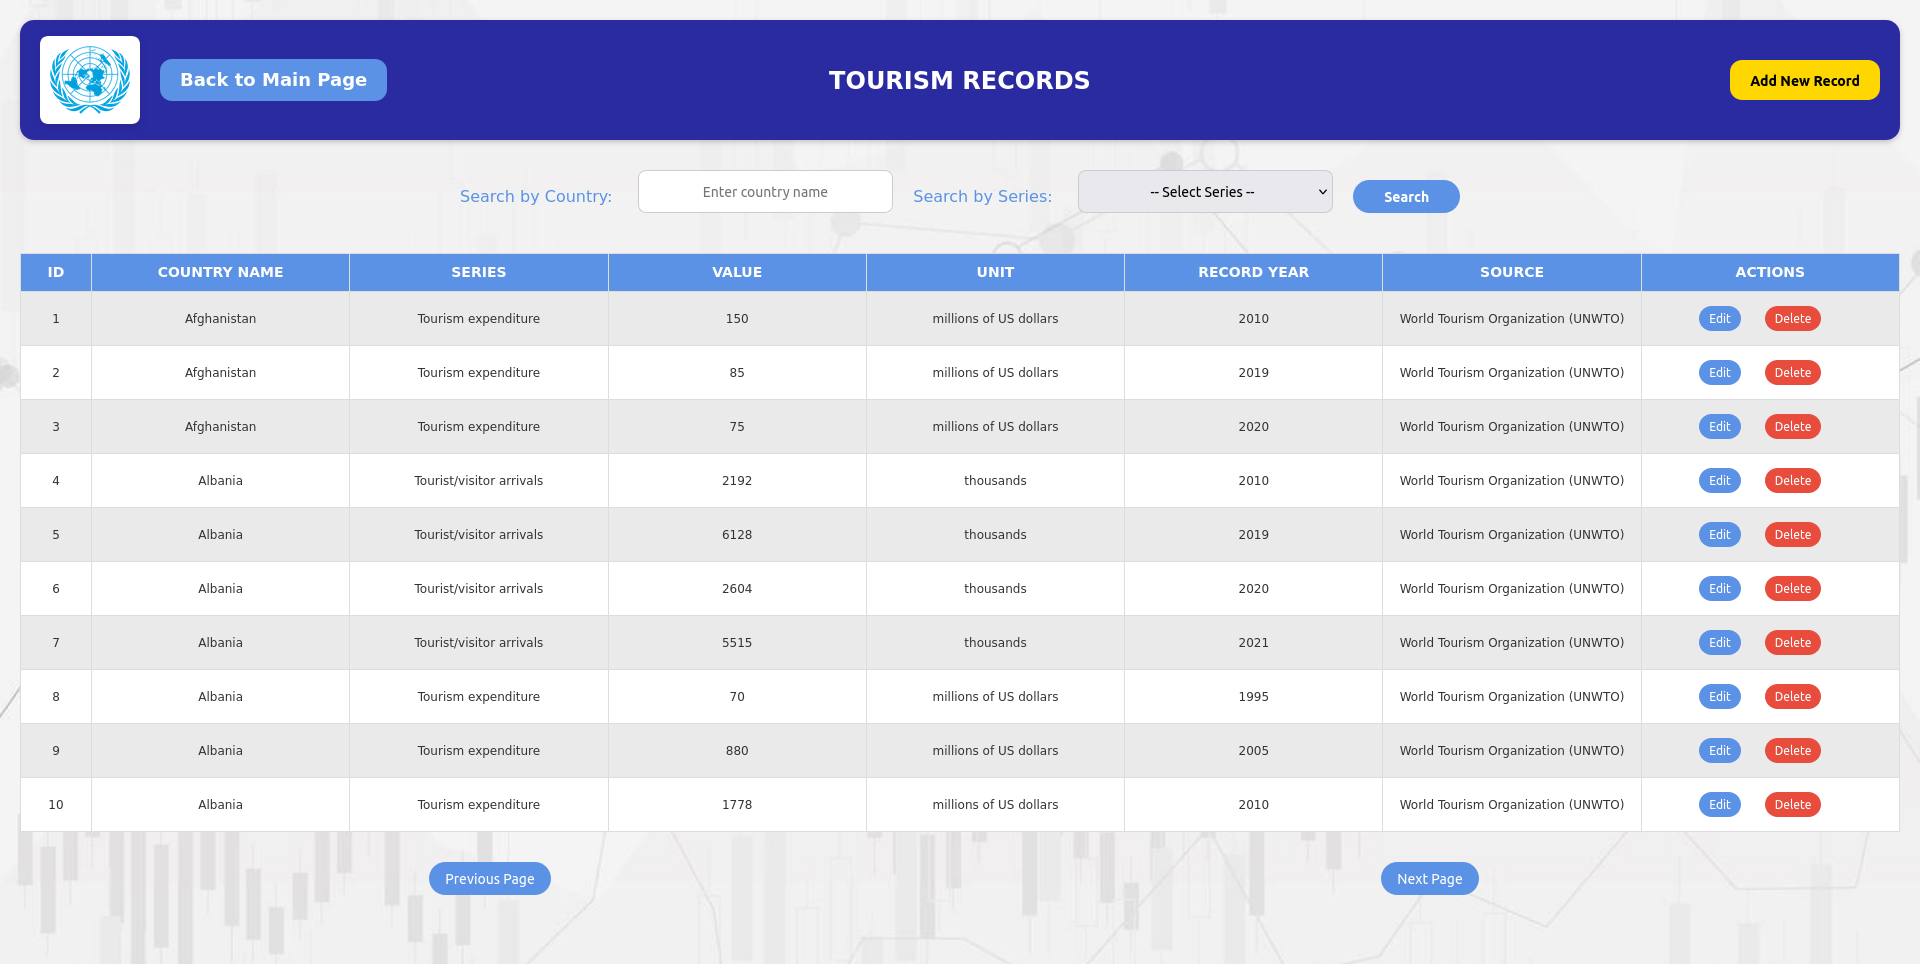 Back to Main Page
TOURISM RECORDS
Add New Record
Search by Country: Enter country name Search by Series: -- Select Series -- Search
ID COUNTRY NAME SERIES VALUE UNIT RECORD YEAR SOURCE ACTIONS
1 Afghanistan Tourism expenditure 150 millions of US dollars 2010 World Tourism Organization (UNWTO) Edit Delete
2 Afghanistan Tourism expenditure 85 millions of US dollars 2019 World Tourism Organization (UNWTO) Edit Delete
3 Afghanistan Tourism expenditure 75 millions of US dollars 2020 World Tourism Organization (UNWTO) Edit Delete
4 Albania Tourist/visitor arrivals 2192 thousands 2010 World Tourism Organization (UNWTO) Edit Delete
5 Albania Tourist/visitor arrivals 6128 thousands 2019 World Tourism Organization (UNWTO) Edit Delete
6 Albania Tourist/visitor arrivals 2604 thousands 2020 World Tourism Organization (UNWTO) Edit Delete
7 Albania Tourist/visitor arrivals 5515 thousands 2021 World Tourism Organization (UNWTO) Edit Delete
8 Albania Tourism expenditure 70 millions of US dollars 1995 World Tourism Organization (UNWTO) Edit Delete
9 Albania Tourism expenditure 880 millions of US dollars 2005 World Tourism Organization (UNWTO) Edit Delete
10 Albania Tourism expenditure 1778 millions of US dollars 2010 World Tourism Organization (UNWTO) Edit Delete
Previous Page Next Page